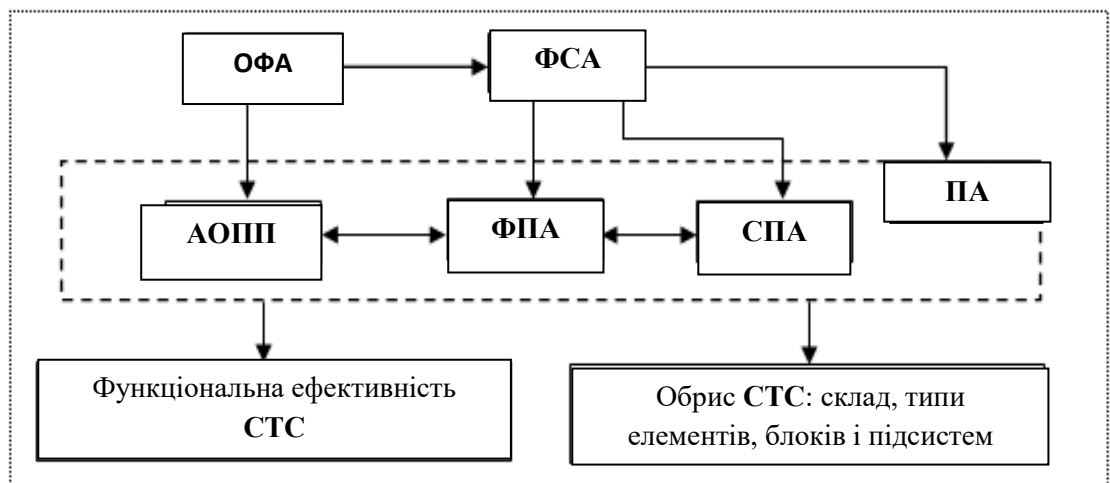 ОФА
ФСА
ПА
АОПП
ФПА
СПА
Функціональна ефективність
СТС
Обрис СТС: склад, типи
елементів, блоків і підсистем